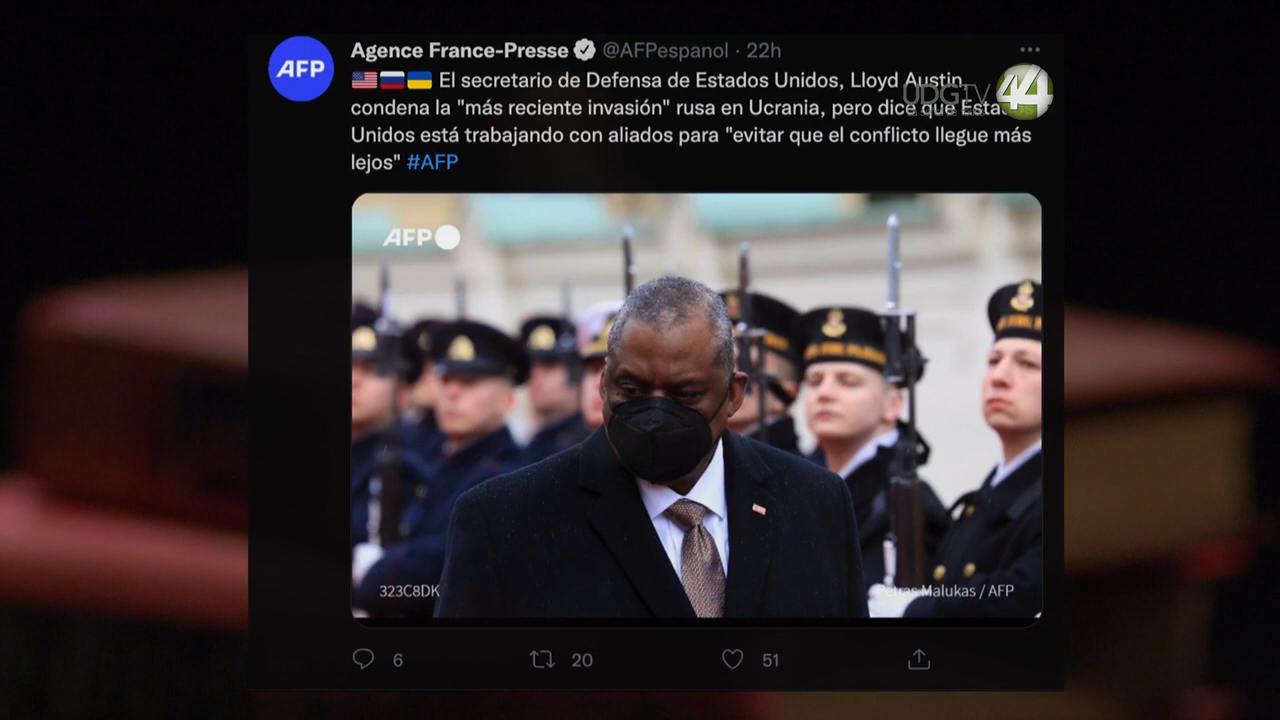 Agence France-Presse @AFPespanol · 22h
AFP
El secretario de Defensa de Estados Unidos, Lloyd Austin,
condena la "más reciente invasión" rusa en Ucrania, pero dice que Estados
Unidos está trabajando con aliados para "evitar que el conflicto llegue más
lejos" #AFP
UDGTV 44
AFP
323C8DK
Petras Malukas / AFP
6 20 51